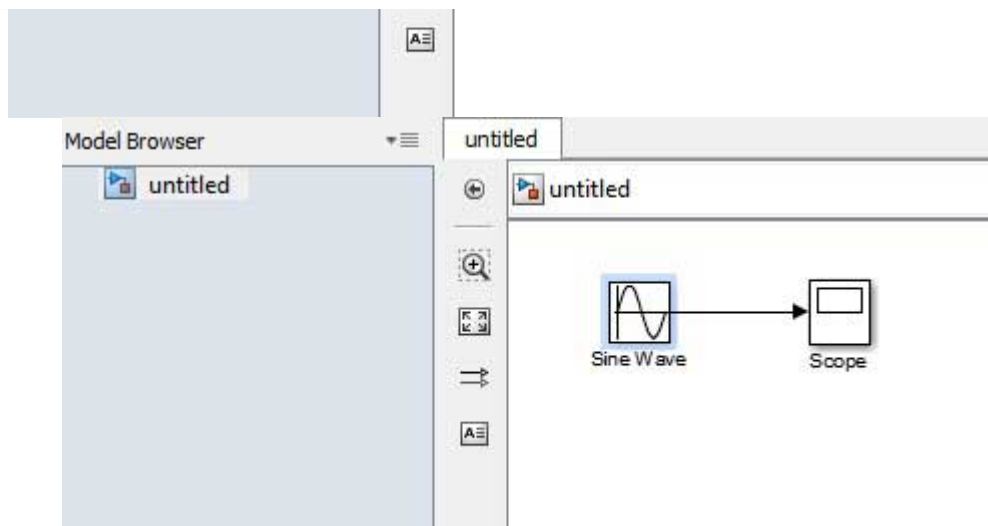 A
Model Browser
untitled
untitled
untitled
Sine Wave
Scope
A